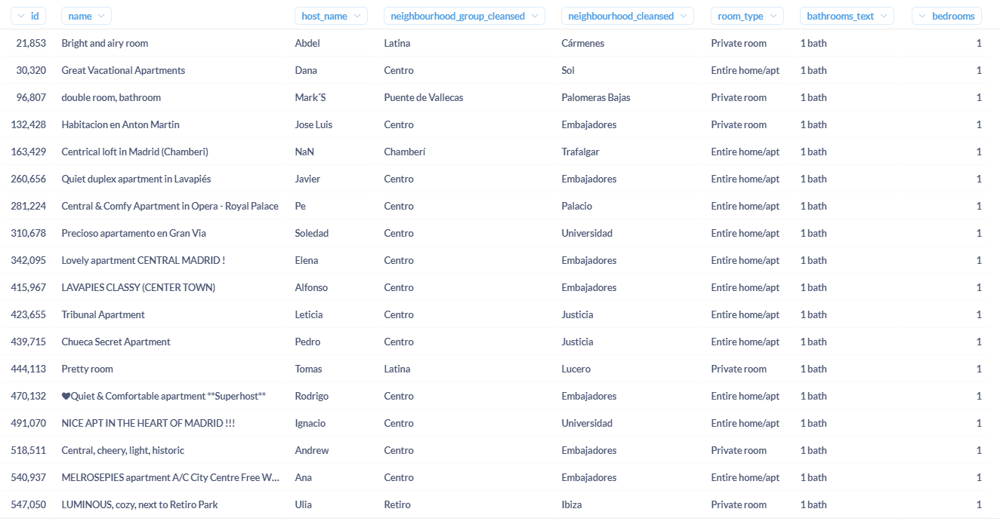 id name host_name neighbourhood_group_cleansed neighbourhood_cleansed room_type bathrooms_text bedrooms
21,853 Bright and airy room Abdel Latina Cármenes Private room 1 bath 1
30,320 Great Vacational Apartments Dana Centro Sol Entire home/apt 1 bath 1
96,807 double room, bathroom Mark´S Puente de Vallecas Palomeras Bajas Private room 1 bath 1
132,428 Habitacion en Anton Martin Jose Luis Centro Embajadores Private room 1 bath 1
163,429 Centrical loft in Madrid (Chamberi) NaN Chamberí Trafalgar Entire home/apt 1 bath 1
260,656 Quiet duplex apartment in Lavapiés Javier Centro Embajadores Entire home/apt 1 bath 1
281,224 Central & Comfy Apartment in Opera - Royal Palace Pe Centro Palacio Entire home/apt 1 bath 1
310,678 Precioso apartamento en Gran Via Soledad Centro Universidad Entire home/apt 1 bath 1
342,095 Lovely apartment CENTRAL MADRID ! Elena Centro Embajadores Entire home/apt 1 bath 1
415,967 LAVAPIES CLASSY (CENTER TOWN) Alfonso Centro Embajadores Entire home/apt 1 bath 1
423,655 Tribunal Apartment Leticia Centro Justicia Entire home/apt 1 bath 1
439,715 Chueca Secret Apartment Pedro Centro Justicia Entire home/apt 1 bath 1
444,113 Pretty room Tomas Latina Lucero Private room 1 bath 1
470,132 ❤Quiet & Comfortable apartment **Superhost** Rodrigo Centro Embajadores Entire home/apt 1 bath 1
491,070 NICE APT IN THE HEART OF MADRID !!! Ignacio Centro Universidad Entire home/apt 1 bath 1
518,511 Central, cheery, light, historic Andrew Centro Embajadores Private room 1 bath 1
540,937 MELROSEPIES apartment A/C City Centre Free W... Ana Centro Embajadores Entire home/apt 1 bath 1
547,050 LUMINOUS, cozy, next to Retiro Park Ulia Retiro Ibiza Private room 1 bath 1